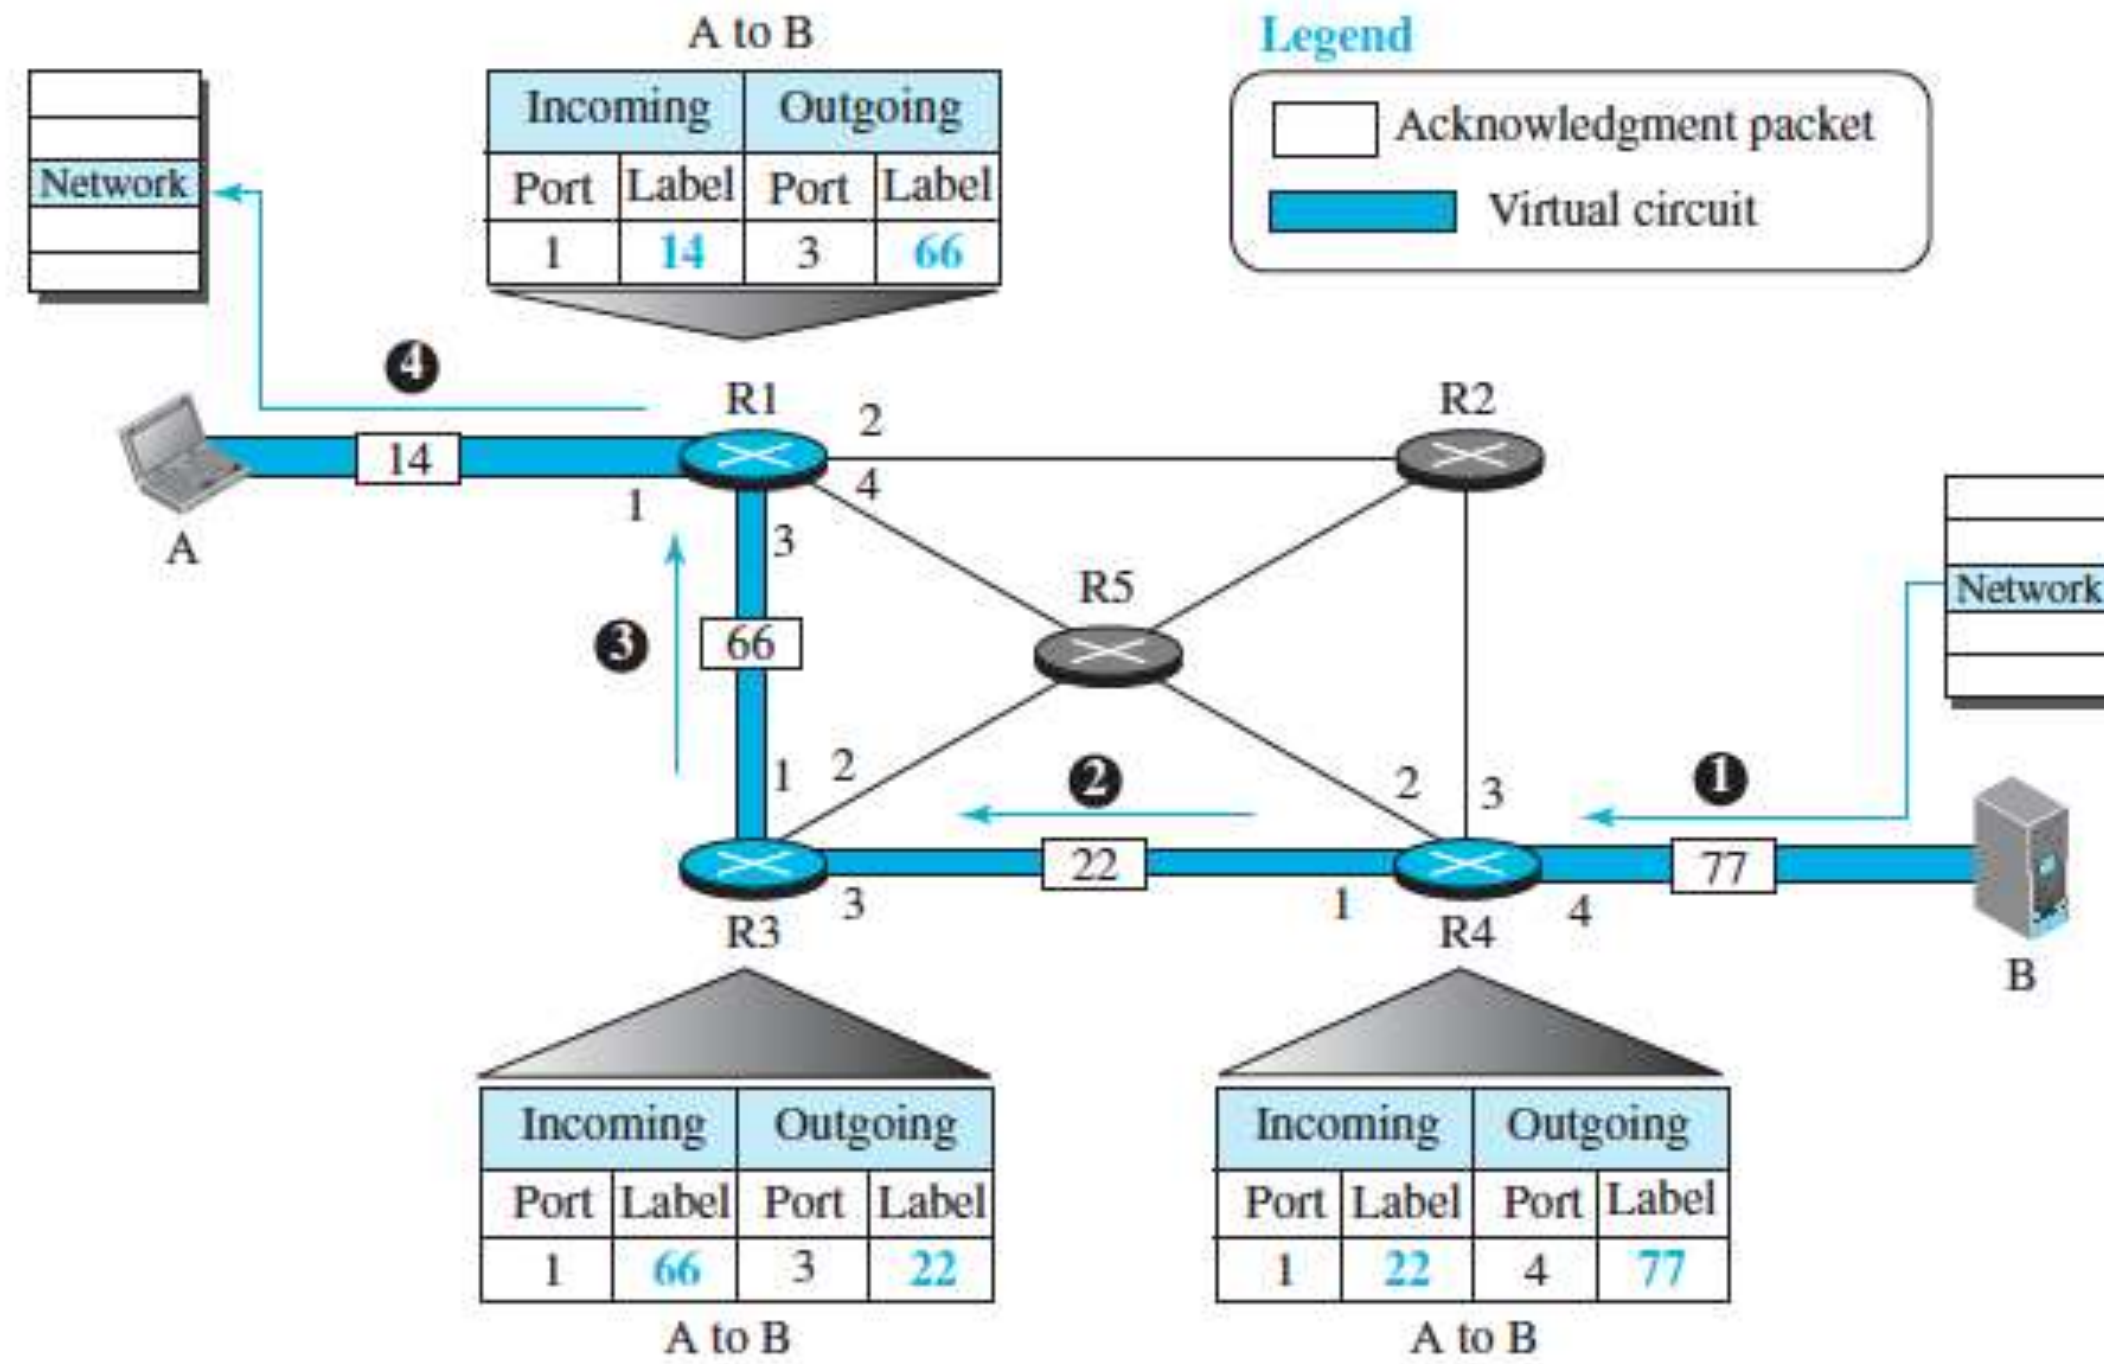 A to B
Legend
Incoming Outgoing
Port Label Port Label
1 14 3 66
Acknowledgment packet
Virtual circuit
Network
4
R1
2
R2
14
1
4
3
A
R5
Network
3
66
1
2
2
2
3
1
22
77
3
1
4
R3
R4
B
Incoming Outgoing
Port Label Port Label
1 66 3 22
A to B
Incoming Outgoing
Port Label Port Label
1 22 4 77
A to B